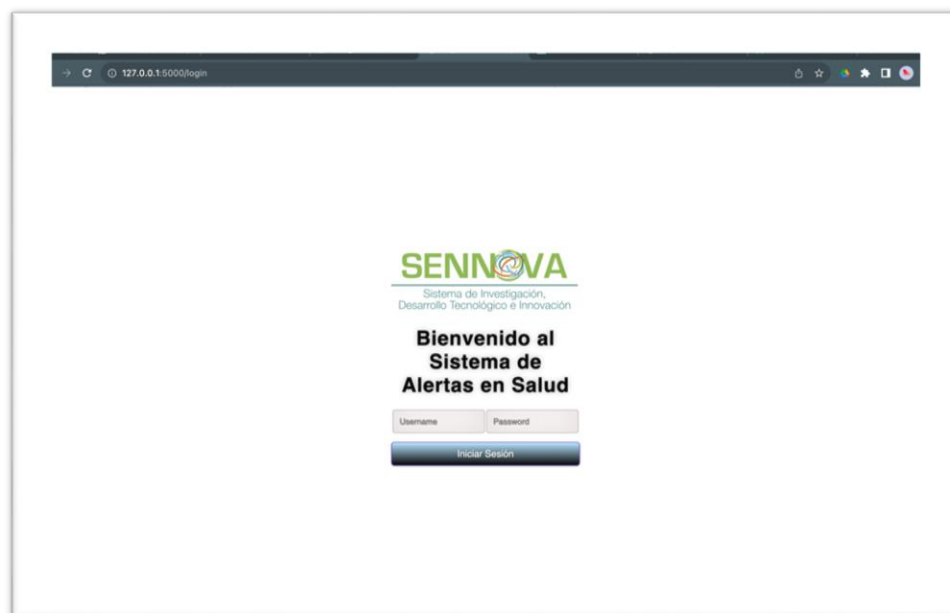 127.0.0.1:5000/login
SENNOVA
Sistema de Investigación,
Desarrollo Tecnológico e Innovación
Bienvenido al
Sistema de
Alertas en Salud
Username Password
Iniciar Sesión